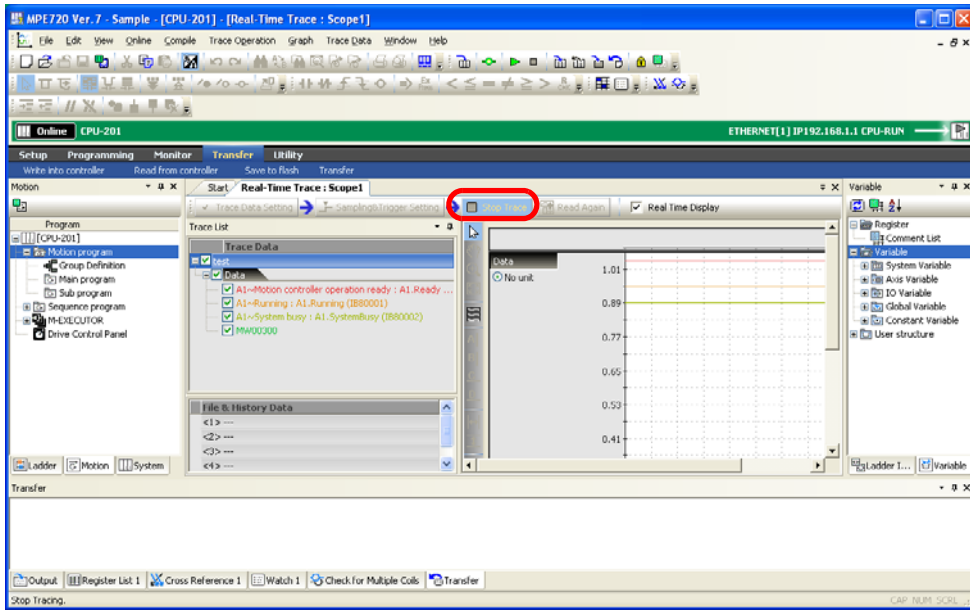 MPE720 Ver.7 - Sample - [CPU-201] - [Real-Time Trace : Scope1]
File Edit View Online Compile Trace Operation Graph Trace Data Window Help
Online CPU-201 ETHERNET[1] IP192.168.1.1 CPU-RUN
Setup Programming Monitor Transfer Utility
Write into controller Read from controller Save to flash Transfer
Motion
Program
[CPU-201]
Motion program
Group Definition
Main program
Sub program
Sequence program
M-EXECUTOR
Drive Control Panel
Ladder Motion System
Start Real-Time Trace : Scope1
Trace Data Setting Sampling&Trigger Setting Stop Trace Read Again Real Time Display
Trace List
Trace Data
test
Data
A1~Motion controller operation ready : A1.Ready ...
A1~Running : A1.Running (IB80001)
A1~System busy : A1.SystemBusy (IB80002)
MW00300
File & History Data
<1> ---
<2> ---
<3> ---
<4> ---
Data
No unit
1.01
0.89
0.77
0.65
0.53
0.41
Variable
Register
Comment List
Variable
System Variable
Axis Variable
IO Variable
Global Variable
Constant Variable
User structure
Ladder I... Variable
Transfer
Output Register List 1 Cross Reference 1 Watch 1 Check for Multiple Coils Transfer
Stop Tracing. CAP NUM SCRL